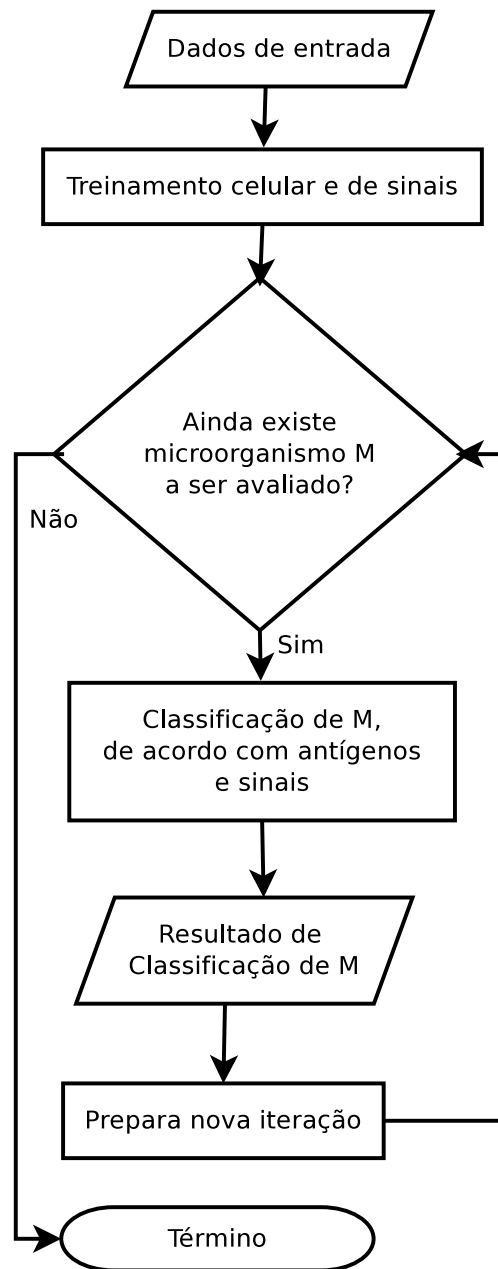 Dados de entrada
Treinamento celular e de sinais
Ainda existe
microorganismo M
a ser avaliado?
Não
Sim
Classificação de M,
de acordo com antígenos
e sinais
Resultado de
Classificação de M
Prepara nova iteração
Término